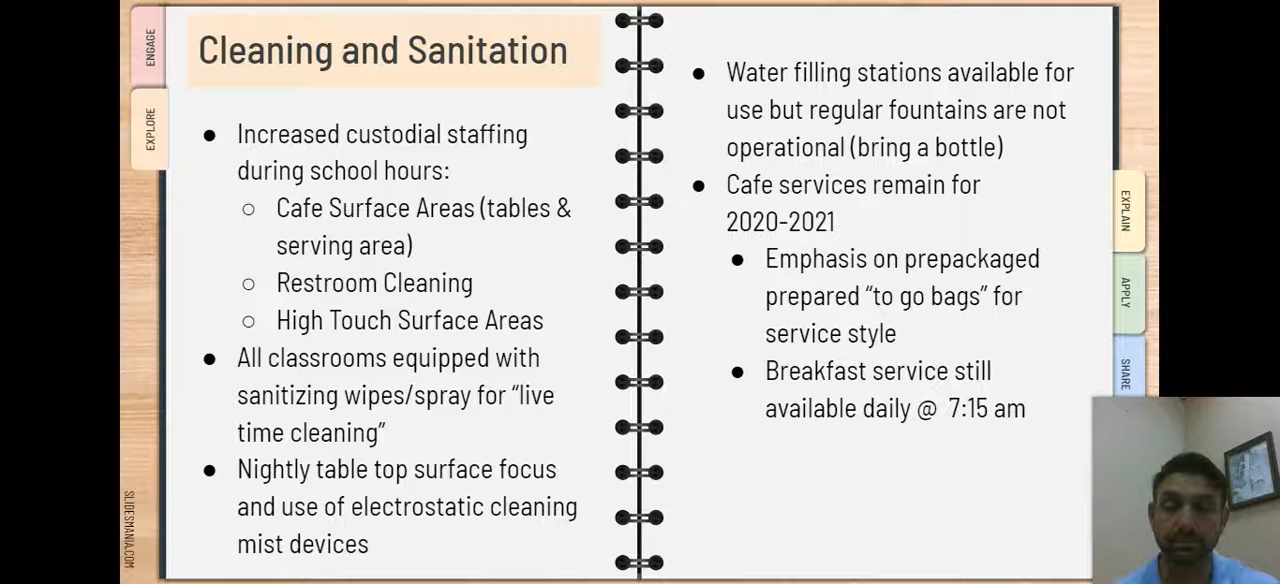 ENGAGE
EXPLORE
Cleaning and Sanitation
● Increased custodial staffing
during school hours:
○ Cafe Surface Areas (tables &
serving area)
○ Restroom Cleaning
○ High Touch Surface Areas
● All classrooms equipped with
sanitizing wipes/spray for “live
time cleaning”
● Nightly table top surface focus
and use of electrostatic cleaning
mist devices
● Water filling stations available for
use but regular fountains are not
operational (bring a bottle)
● Cafe services remain for
2020-2021
● Emphasis on prepackaged
prepared “to go bags” for
service style
● Breakfast service still
available daily @ 7:15 am
EXPLAIN
APPLY
SHARE
SLIDESMANIA.COM